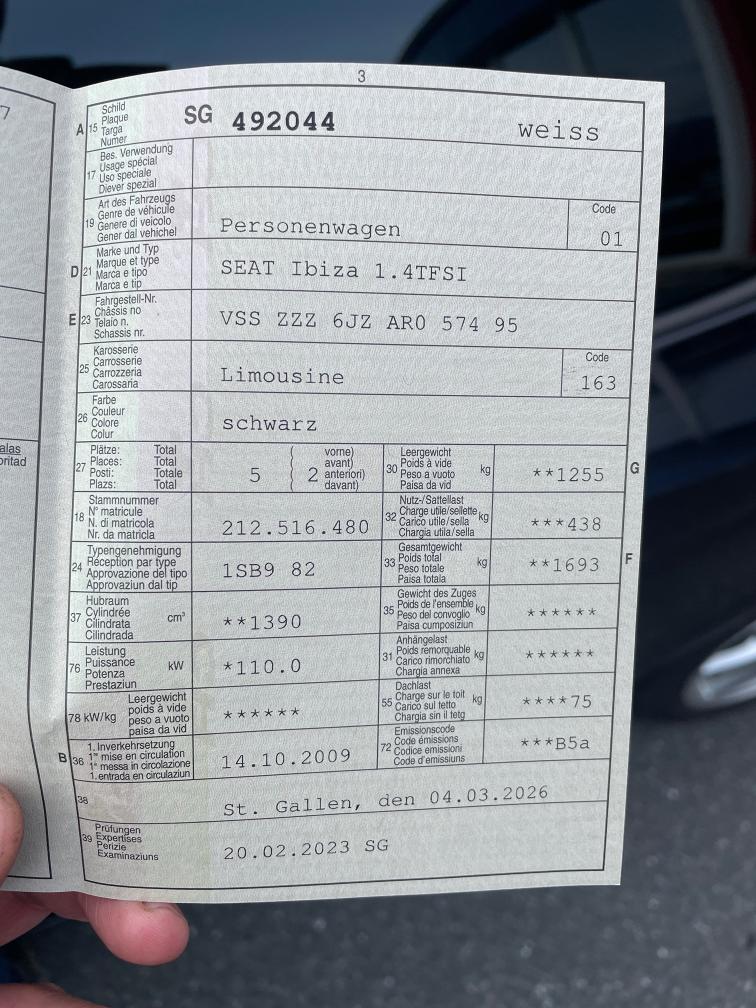 3
7
A 15 Schild
Plaque
Targa
Numer
SG 492044 weiss
17 Bes. Verwendung
Usage spécial
Uso speciale
Diever spezial
19 Art des Fahrzeugs
Genre de véhicule
Genere di veicolo
Gener dal vehichel
Personenwagen
Code
01
D 21 Marke und Typ
Marque et type
Marca e tipo
Marca e tip
SEAT Ibiza 1.4TFSI
E 23 Fahrgestell-Nr.
Châssis no
Telaio n.
Schassis nr.
VSS ZZZ 6JZ AR0 574 95
25 Karosserie
Carrosserie
Carrozzeria
Carossaria
Limousine
Code
163
26 Farbe
Couleur
Colore
Colur
schwarz
27 Plätze: Total
Places: Total
Posti: Totale
Plazs: Total
5
( 2 vorne)
avant)
anteriori)
davant)
30 Leergewicht
Poids à vide
Peso a vuoto
Paisa da vid
kg
**1255
G
18 Stammnummer
N° matricule
N. di matricola
Nr. da matricla
212.516.480
32 Nutz-/Sattellast
Charge utile/sellette
Carico utile/sella
Chargia utila/sella
kg
***438
24 Typengenehmigung
Réception par type
Approvazione del tipo
Approvaziun dal tip
1SB9 82
33 Gesamtgewicht
Poids total
Peso totale
Paisa totala
kg
**1693
F
37 Hubraum
Cylindrée
Cilindrata
Cilindrada
cm³
**1390
35 Gewicht des Zuges
Poids de l'ensemble
Peso del convoglio
Paisa cumposiziun
kg
******
76 Leistung
Puissance
Potenza
Prestaziun
kW
*110.0
31 Anhängelast
Poids remorquable
Carico rimorchiato
Chargia annexa
kg
******
78 kW/kg Leergewicht
poids à vide
peso a vuoto
paisa da vid
******
55 Dachlast
Charge sur le toit
Carico sul tetto
Chargia sin il tetg
kg
****75
B 36 1. Inverkehrsetzung
1re mise en circulation
1a messa in circolazione
1. entrada en circulaziun
14.10.2009
72 Emissionscode
Code émissions
Codice emissioni
Code d'emissiuns
***B5a
38
St. Gallen, den 04.03.2026
39 Prüfungen
Expertises
Perizie
Examinaziuns
20.02.2023 SG